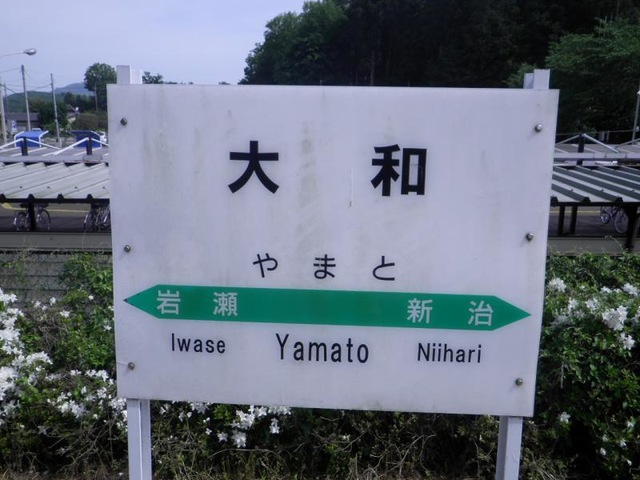 大和
やまと
岩瀬 新治
Iwase Yamato Niihari